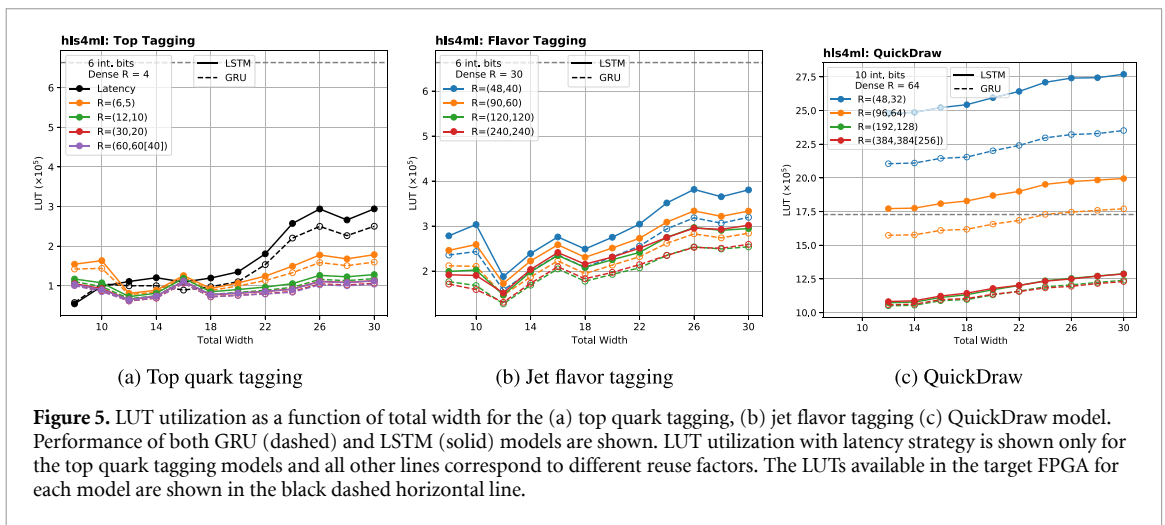 hls4ml: Top Tagging
6 int. bits
Dense R = 4
Latency
R=(6,5)
R=(12,10)
R=(30,20)
R=(60,60[40])
LSTM
GRU
6
5
4
3
2
1
LUT (×10⁵)
10 14 18 22 26 30
Total Width
(a) Top quark tagging
hls4ml: Flavor Tagging
6 int. bits
Dense R = 30
R=(48,40)
R=(90,60)
R=(120,120)
R=(240,240)
LSTM
GRU
6
5
4
3
2
LUT (×10⁵)
10 14 18 22 26 30
Total Width
(b) Jet flavor tagging
hls4ml: QuickDraw
10 int, bits
Dense R = 64
R=(48,32)
R=(96,64)
R=(192,128)
R=(384,384[256])
LSTM
GRU
27,5
25,0
22,5
20,0
17,5
15,0
12,5
10,0
LUT (×10⁵)
10 14 18 22 26 30
Total Width
(c) QuickDraw
Figure 5. LUT utilization as a function of total width for the (a) top quark tagging, (b) jet flavor tagging (c) QuickDraw model.
Performance of both GRU (dashed) and LSTM (solid) models are shown. LUT utilization with latency strategy is shown only for
the top quark tagging models and all other lines correspond to different reuse factors. The LUTs available in the target FPGA for
each model are shown in the black dashed horizontal line.